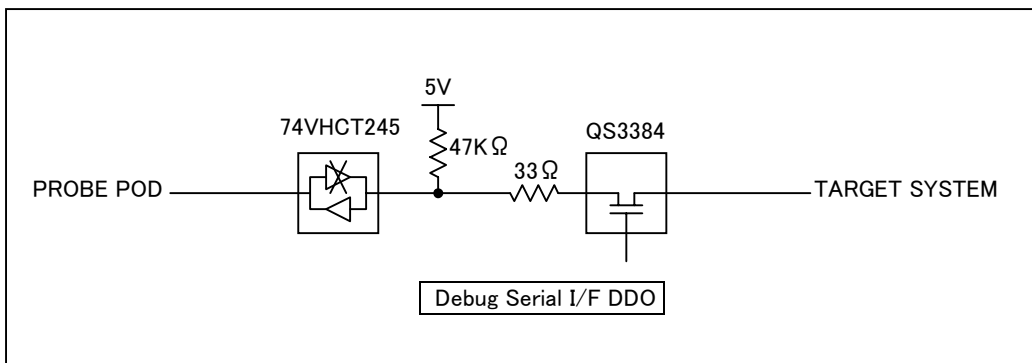 5V
74VHCT245
47KΩ
QS3384
33Ω
PROBE POD
TARGET SYSTEM
Debug Serial I/F DDO